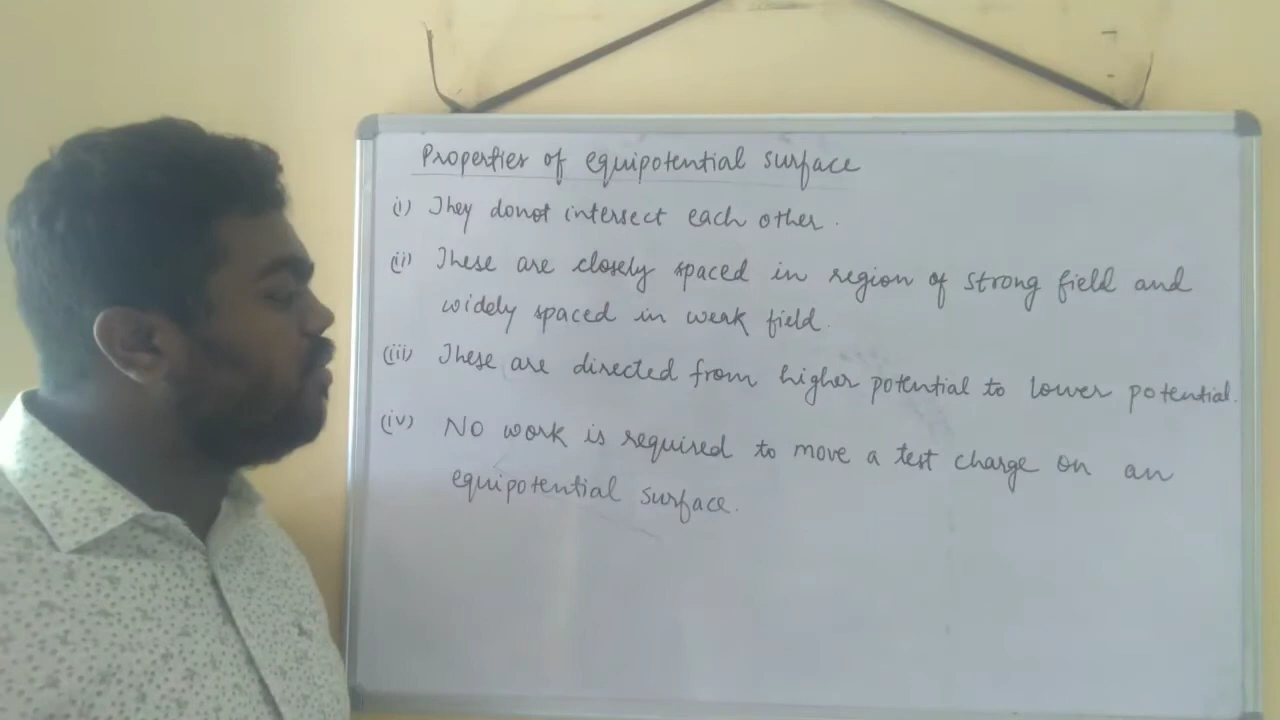 Properties of equipotential surface
(i) They donot intersect each other.
(ii) These are closely spaced in region of strong field and
widely spaced in weak field.
(iii) These are directed from higher potential to lower potential.
(iv) No work is required to move a test charge on an
equipotential surface.